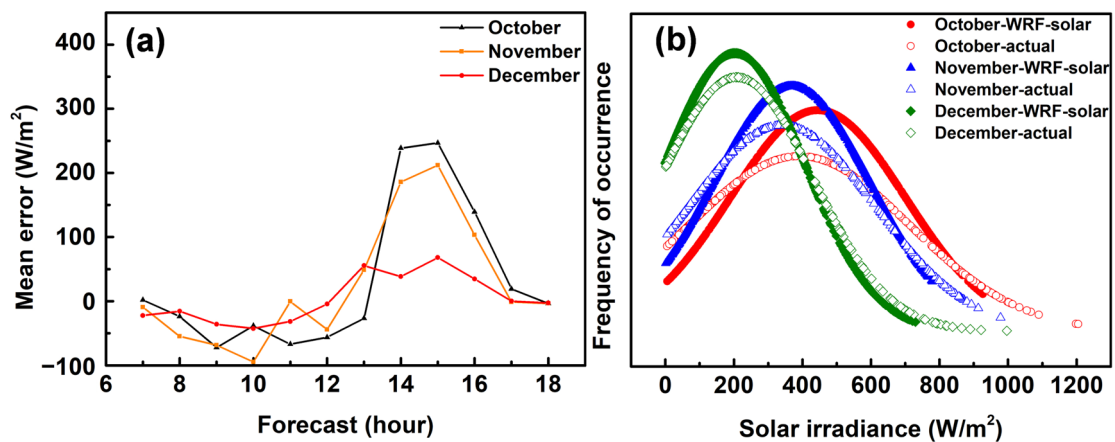 (a)
October
November
December
Mean error (W/m²)
400
300
200
100
0
−100
6
8
10
12
14
16
18
Forecast (hour)
(b)
October-WRF-solar
October-actual
November-WRF-solar
November-actual
December-WRF-solar
December-actual
Frequency of occurrence
0
200
400
600
800
1000
1200
Solar irradiance (W/m²)